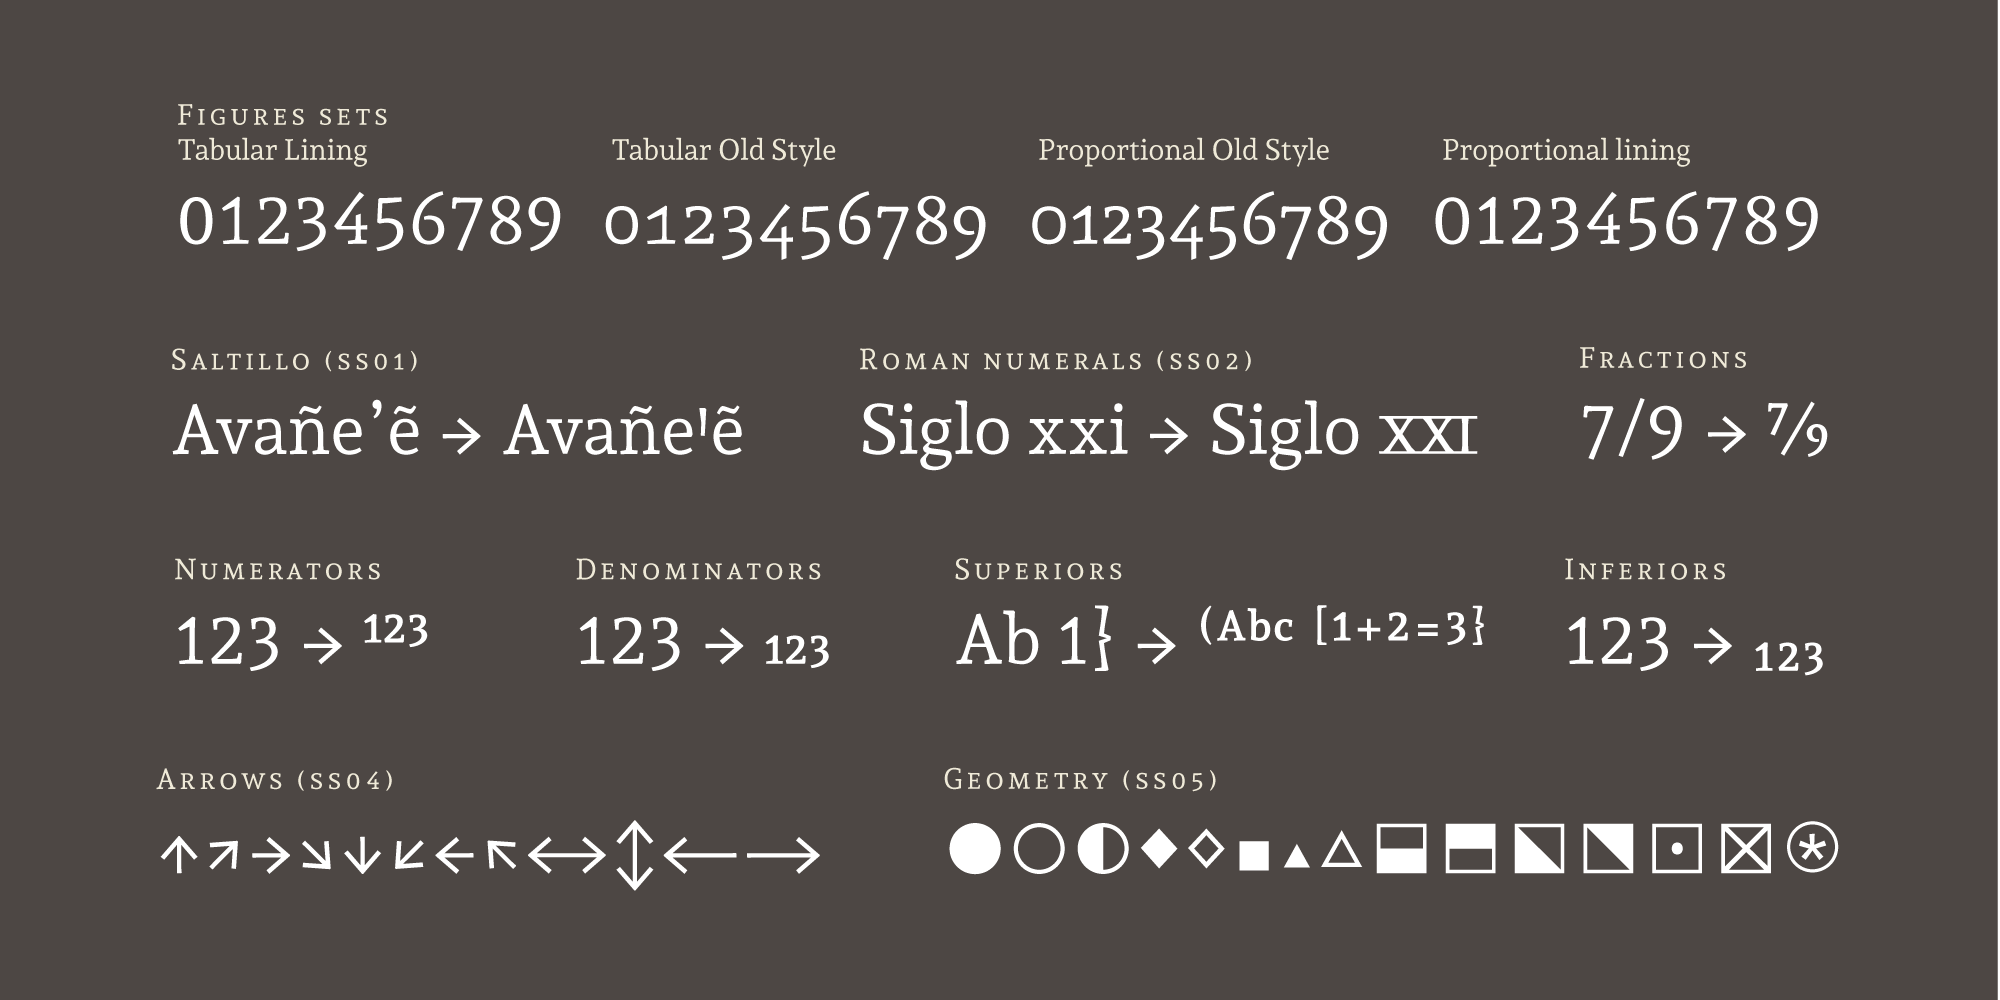 Figures sets
Tabular Lining
0123456789
Tabular Old Style
0123456789
Proportional Old Style
0123456789
Proportional lining
0123456789
Saltillo (ss01)
Avañe’ẽ → Avañeꞌẽ
Roman numerals (ss02)
Siglo xxi → Siglo XXI
Fractions
7/9 → ⁷⁄₉
Numerators
123 → ¹²³
Denominators
123 → ₁₂₃
Superiors
Ab 1} → (Abc [1+2=3}
Inferiors
123 → ₁₂₃
Arrows (ss04)
↑↗→↘↓↙←↖↔↕⟵⟶
Geometry (ss05)
●○◐◆◇■▲△⬓⬒◣◥⊡☒⊛